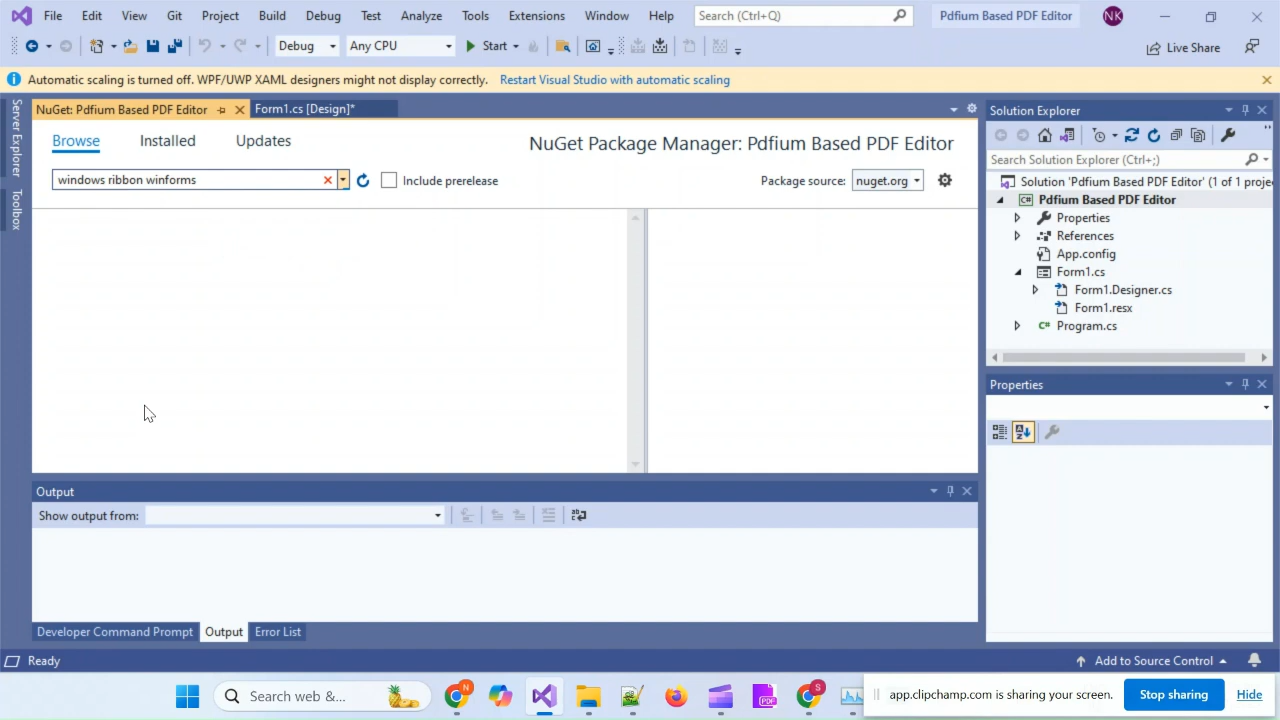 File Edit View Git Project Build Debug Test Analyze Tools Extensions Window Help Search (Ctrl+Q) Pdfium Based PDF Editor NK
Debug Any CPU Start Live Share
Automatic scaling is turned off. WPF/UWP XAML designers might not display correctly. Restart Visual Studio with automatic scaling
Server Explorer
Toolbox
NuGet: Pdfium Based PDF Editor Form1.cs [Design]*
Browse Installed Updates NuGet Package Manager: Pdfium Based PDF Editor
windows ribbon winforms Include prerelease Package source: nuget.org
Solution Explorer
Search Solution Explorer (Ctrl+;)
Solution 'Pdfium Based PDF Editor' (1 of 1 proje
C# Pdfium Based PDF Editor
Properties
References
App.config
Form1.cs
Form1.Designer.cs
Form1.resx
C# Program.cs
Properties
Output
Show output from:
Developer Command Prompt Output Error List
Ready Add to Source Control
Search web &... N PDF S
app.clipchamp.com is sharing your screen. Stop sharing Hide